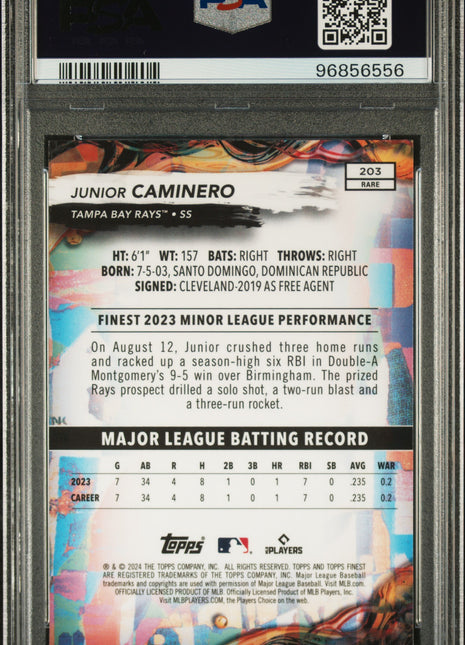 PSA
96856556
203
RARE
JUNIOR CAMINERO
TAMPA BAY RAYS™ • SS
HT: 6'1" WT: 157 BATS: RIGHT THROWS: RIGHT
BORN: 7-5-03, SANTO DOMINGO, DOMINICAN REPUBLIC
SIGNED: CLEVELAND-2019 AS FREE AGENT
FINEST 2023 MINOR LEAGUE PERFORMANCE
On August 12, Junior crushed three home runs
and racked up a season-high six RBI in Double-A
Montgomery's 9-5 win over Birmingham. The prized
Rays prospect drilled a solo shot, a two-run blast and
a three-run rocket.
MAJOR LEAGUE BATTING RECORD
G AB R H 2B 3B HR RBI SB AVG WAR
2023 7 34 4 8 1 0 1 7 0 .235 0.2
CAREER 7 34 4 8 1 0 1 7 0 .235 0.2
Topps
PLAYERS
® & © 2024 THE TOPPS COMPANY, INC. ALL RIGHTS RESERVED. TOPPS AND TOPPS FINEST
ARE REGISTERED TRADEMARKS OF THE TOPPS COMPANY, INC. Major League Baseball
trademarks and copyrights are used with permission of Major League Baseball. Visit MLB.com.
OFFICIALLY LICENSED PRODUCT OF MLB Players, Inc.
Visit MLBPLAYERS.COM, the Players Choice on the web.